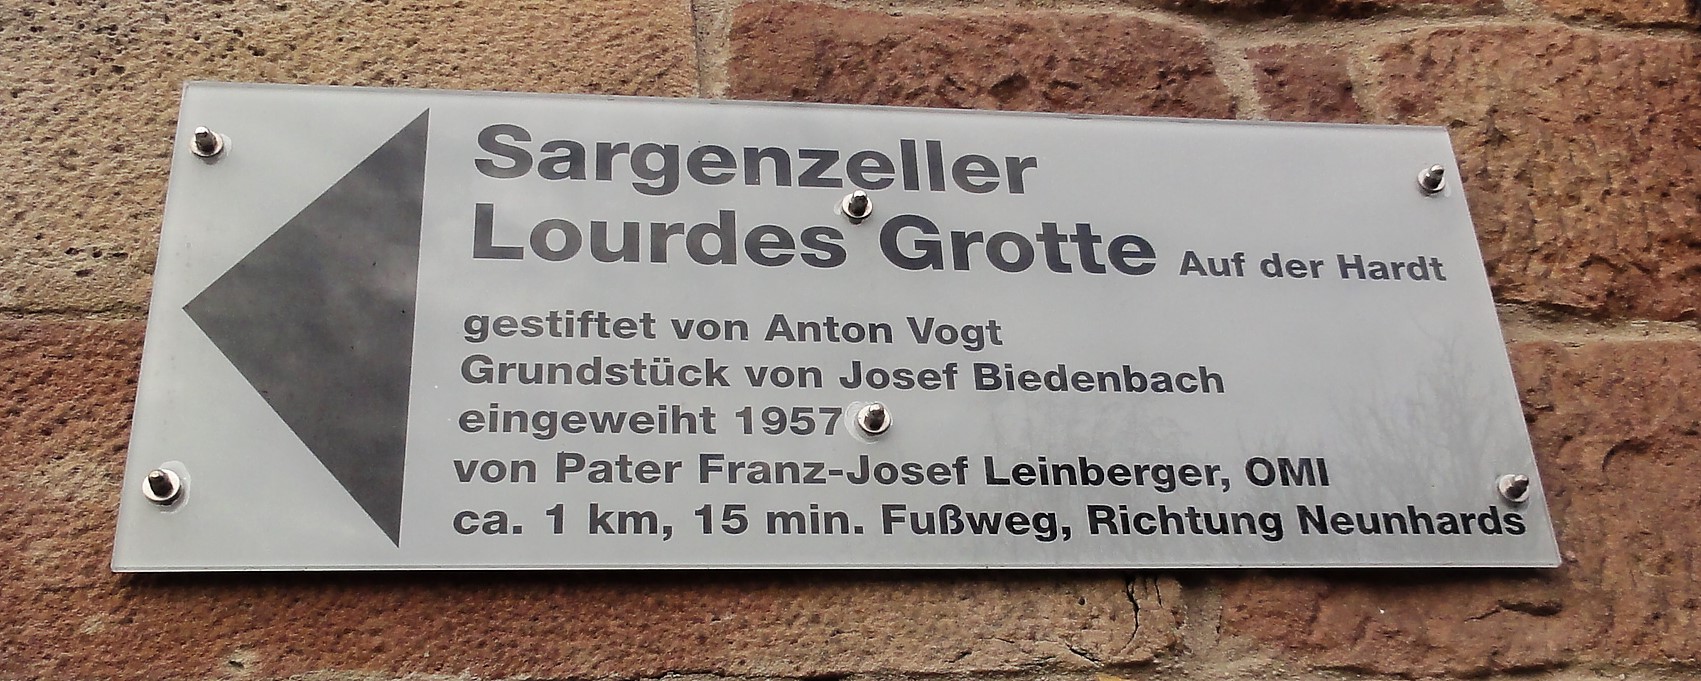 Sargenzeller
Lourdes Grotte Auf der Hardt
gestiftet von Anton Vogt
Grundstück von Josef Biedenbach
eingeweiht 1957
von Pater Franz-Josef Leinberger, OMI
ca. 1 km, 15 min. Fußweg, Richtung Neunhards